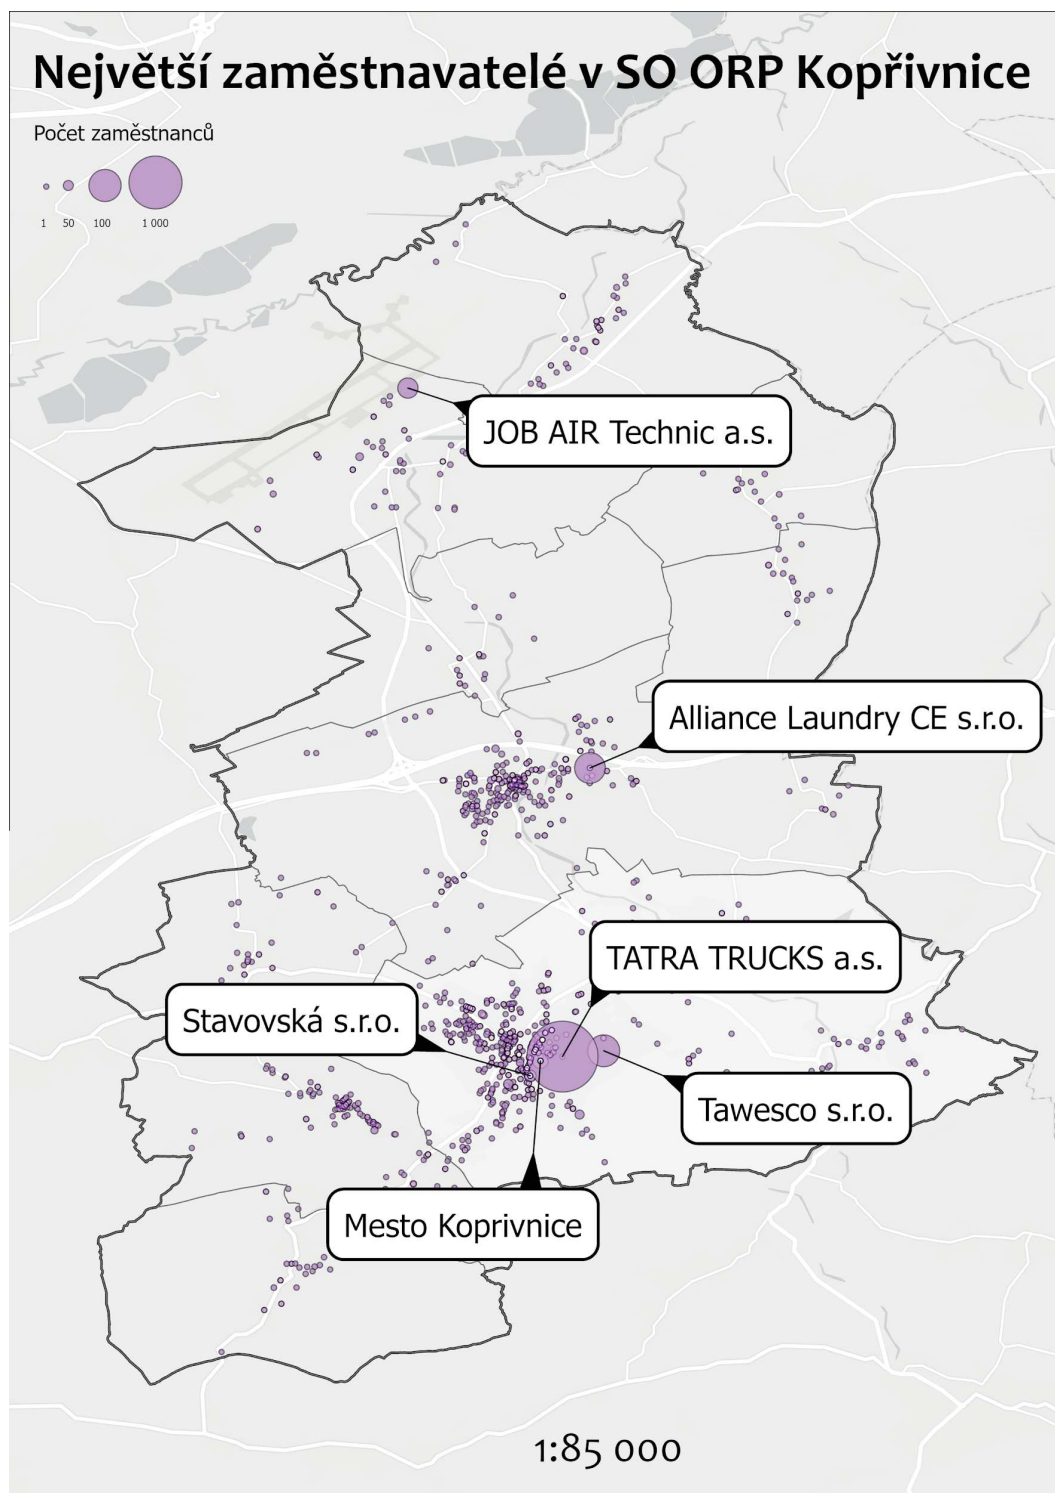 Největší zaměstnavatelé v SO ORP Kopřivnice
Počet zaměstnanců
1 50 100 1 000
JOB AIR Technic a.s.
Alliance Laundry CE s.r.o.
TATRA TRUCKS a.s.
Stavovská s.r.o.
Tawesco s.r.o.
Mesto Koprivnice
1:85 000